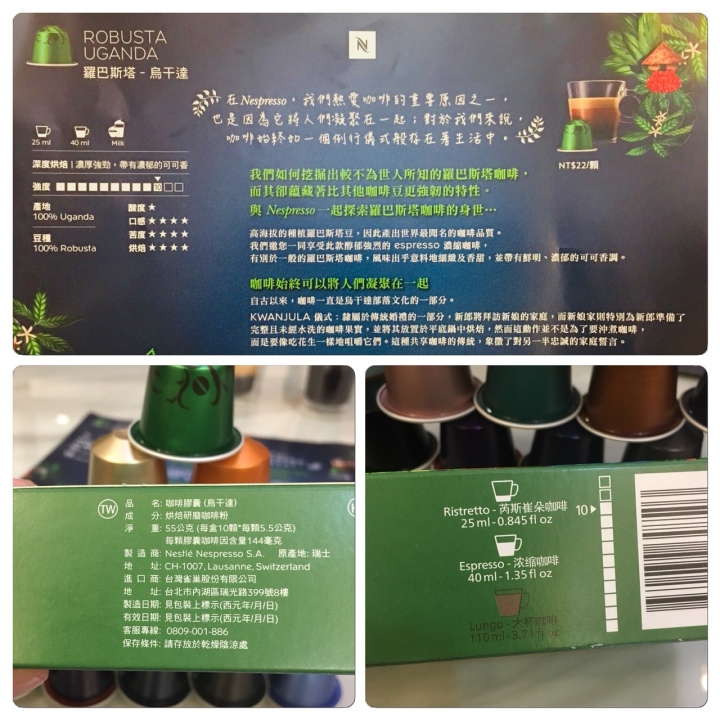 ROBUSTA
UGANDA
羅巴斯塔 - 烏干達
N
在 Nespresso，我們熱愛咖啡的重要原因之一，
也是因為它將人們凝聚在一起；對於我們來說，
咖啡始終如一個例行儀式般存在著生活中。
25 ml 40 ml Milk
NT$22/顆
深度烘焙 | 濃厚強勁，帶有濃郁的可可香
強度 10
產地
100% Uganda
豆種
100% Robusta
酸度 ★
口感 ★★★★
苦度 ★★★★
烘焙 ★★★★
我們如何挖掘出較不為世人所知的羅巴斯塔咖啡，
而其卻蘊藏著比其他咖啡豆更強韌的特性。
與 Nespresso 一起探索羅巴斯塔咖啡的身世…
高海拔的種植羅巴斯塔豆，因此產出世界最聞名的咖啡品質。
我們邀您一同享受此款醇郁強烈的 espresso 濃縮咖啡，
有別於一般的羅巴斯塔咖啡，風味出乎意料地細緻及香甜，並帶有鮮明、濃郁的可可香調。
咖啡始終可以將人們凝聚在一起
自古以來，咖啡一直是烏干達部落文化的一部分。
KWANJULA 儀式：隸屬於傳統婚禮的一部分，新郎將拜訪新娘的家庭，而新娘家則特別為新郎準備了
完整且未經水洗的咖啡果實，並將其放置於平底鍋中烘焙，然而這動作並不是為了要沖煮咖啡，
而是要像吃花生一樣地咀嚼它們。這種共享咖啡的傳統，象徵了對另一半忠誠的家庭誓言。
TW
品 名: 咖啡膠囊 (烏干達)
成 分: 烘焙研磨咖啡粉
淨 重: 55公克 (每盒10顆*每顆5.5公克)
每顆膠囊咖啡因含量144毫克
製 造 商: Nestlé Nespresso S.A. 原產地: 瑞士
地 址: CH-1007, Lausanne, Switzerland
進 口 商: 台灣雀巢股份有限公司
地 址: 台北市內湖區瑞光路399號8樓
製造日期: 見包裝上標示(西元年/月/日)
有效日期: 見包裝上標示(西元年/月/日)
客服專線: 0809-001-886
保存條件: 請存放於乾燥陰涼處
Ristretto - 芮斯崔朵咖啡
25 ml - 0.845 fl oz
10
Espresso - 浓缩咖啡
40 ml - 1.35 fl oz
Lungo - 大杯咖啡
110 ml - 3.71 fl oz